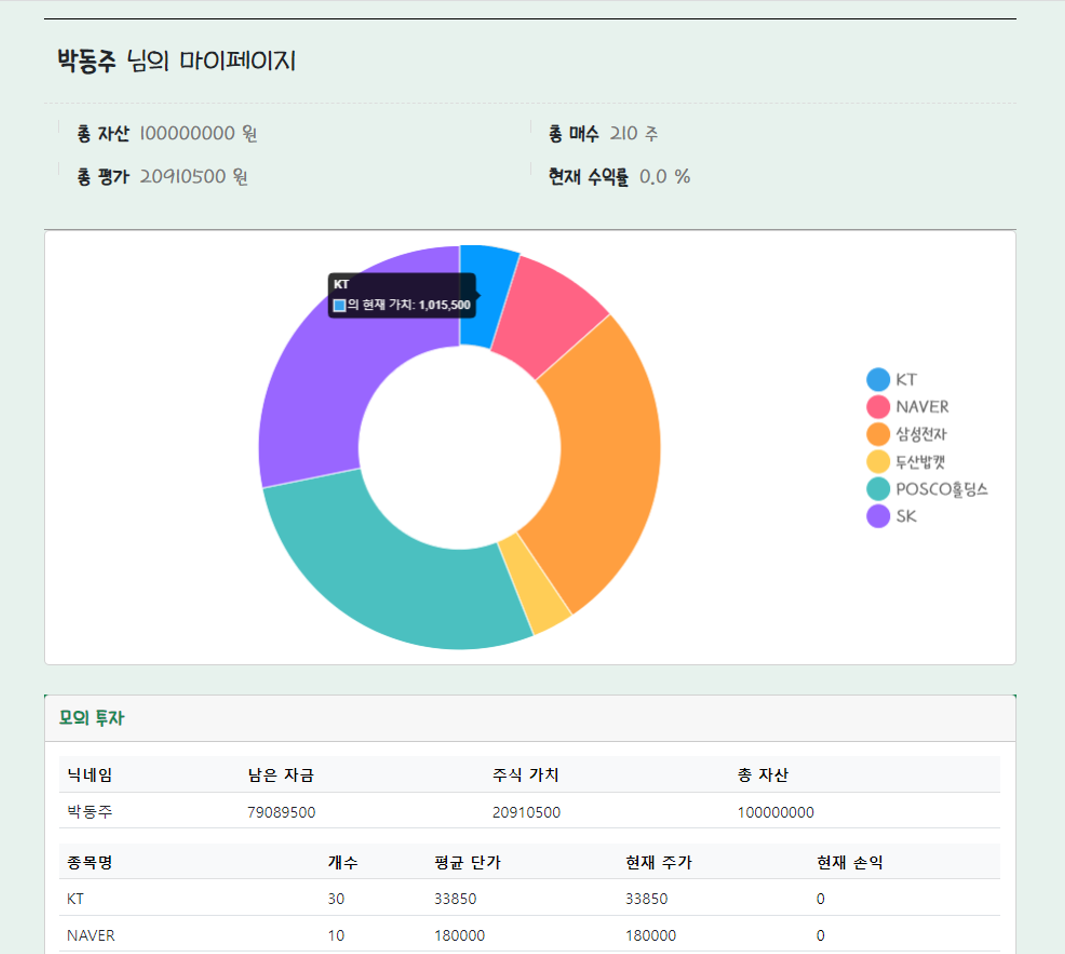 박동주 님의 마이페이지
총 자산 100000000 원 총 매수 210 주
총 평가 20910500 원 현재 수익률 0.0 %
KT
의 현재 가치: 1,015,500
KT
NAVER
삼성전자
두산밥캣
POSCO홀딩스
SK
모의 투자
닉네임 남은 자금 주식 가치 총 자산
박동주 79089500 20910500 100000000
종목명 개수 평균 단가 현재 주가 현재 손익
KT 30 33850 33850 0
NAVER 10 180000 180000 0